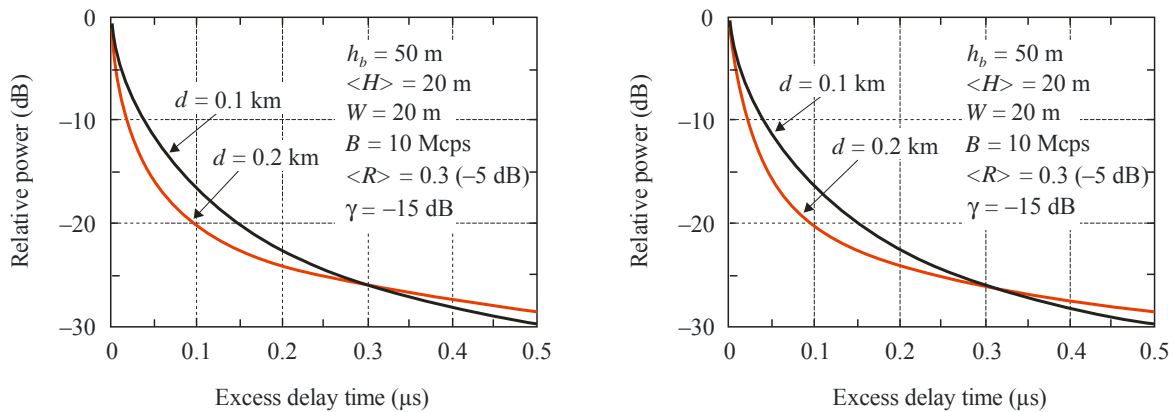 0
–10
–20
–30
Relative power (dB)
h_b = 50 m
<H> = 20 m
W = 20 m
B = 10 Mcps
<R> = 0.3 (–5 dB)
γ = –15 dB
d = 0.1 km
d = 0.2 km
0 0.1 0.2 0.3 0.4 0.5
Excess delay time (μs)
0
–10
–20
–30
Relative power (dB)
h_b = 50 m
<H> = 20 m
W = 20 m
B = 10 Mcps
<R> = 0.3 (–5 dB)
γ = –15 dB
d = 0.1 km
d = 0.2 km
0 0.1 0.2 0.3 0.4 0.5
Excess delay time (μs)